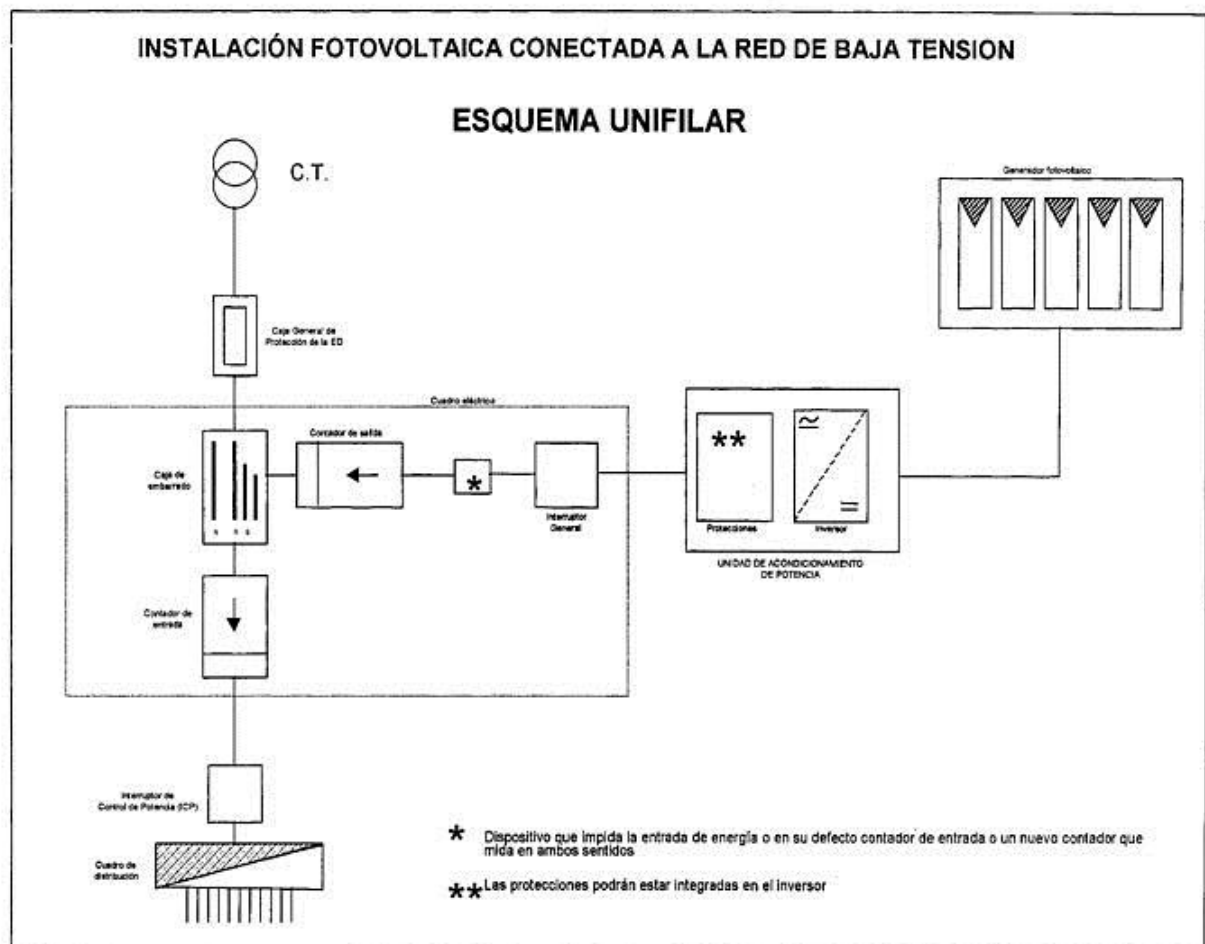 INSTALACIÓN FOTOVOLTAICA CONECTADA A LA RED DE BAJA TENSION
ESQUEMA UNIFILAR
C.T.
Generador fotovoltaico
Caja General de
Protección de la ED
Cuadro eléctrico
Contador de salida
Caja de
embarrado
*
Interruptor
General
**
Protecciones
Inversor
UNIDAD DE ACONDICIONAMIENTO
DE POTENCIA
Contador de
entrada
Interruptor de
Control de Potencia (ICP)
Cuadro de
distribución
* Dispositivo que impida la entrada de energía o en su defecto contador de entrada o un nuevo contador que
mida en ambos sentidos
** Las protecciones podrán estar integradas en el inversor